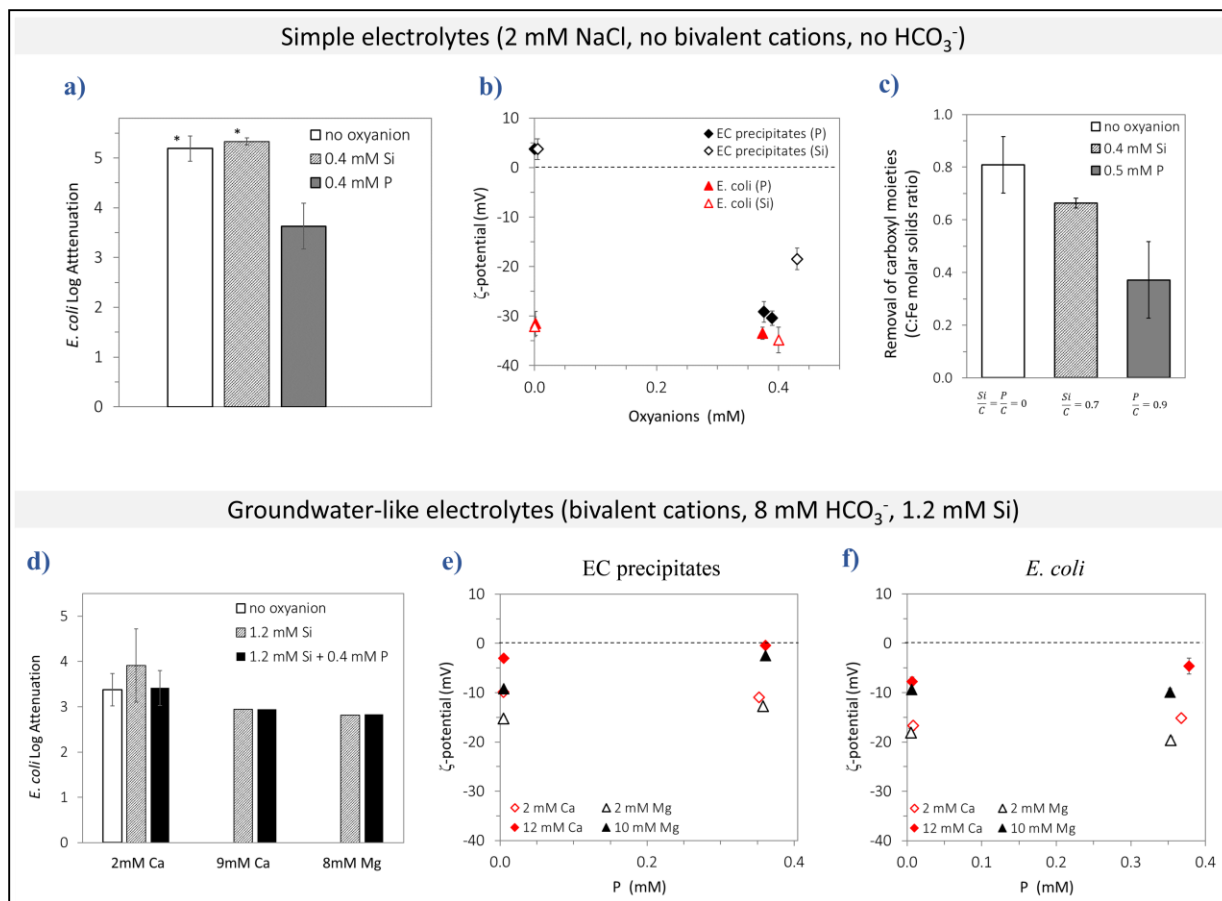 Simple electrolytes (2 mM NaCl, no bivalent cations, no HCO₃⁻)
a)
E. coli Log Atttenuation
5
4
3
2
1
0
*
*
no oxyanion
0.4 mM Si
0.4 mM P
b)
ζ-potential (mV)
20
10
0
-10
-20
-30
-40
EC precipitates (P)
EC precipitates (Si)
E. coli (P)
E. coli (Si)
0.0
0.2
0.4
Oxyanions (mM)
c)
Removal of carboxyl moieties
(C:Fe molar solids ratio)
1.0
0.8
0.6
0.4
0.2
0.0
no oxyanion
0.4 mM Si
0.5 mM P
Si/C = P/C = 0
Si/C = 0.7
P/C = 0.9
Groundwater-like electrolytes (bivalent cations, 8 mM HCO₃⁻, 1.2 mM Si)
d)
E. coli Log Attenuation
5
4
3
2
1
0
no oxyanion
1.2 mM Si
1.2 mM Si + 0.4 mM P
2mM Ca
9mM Ca
8mM Mg
e)
EC precipitates
ζ-potential (mV)
10
0
-10
-20
-30
-40
2 mM Ca
2 mM Mg
12 mM Ca
10 mM Mg
0.0
0.2
0.4
P (mM)
f)
E. coli
ζ-potential (mV)
10
0
-10
-20
-30
-40
2 mM Ca
2 mM Mg
12 mM Ca
10 mM Mg
0.0
0.1
0.2
0.3
0.4
P (mM)